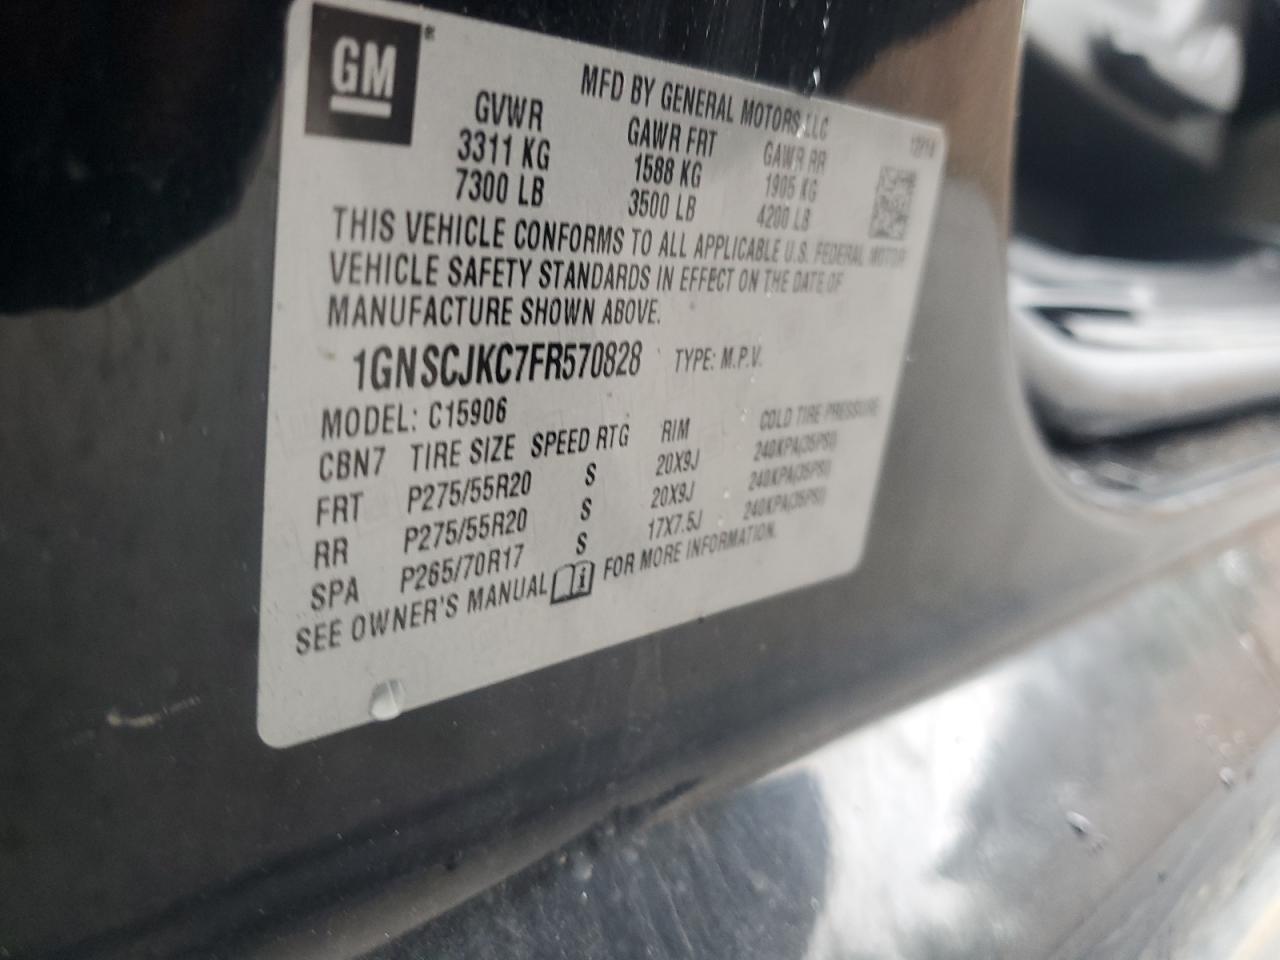 GM
MFD BY GENERAL MOTORS LLC
GVWR GAWR FRT GAWR RR
3311 KG 1588 KG 1905 KG
7300 LB 3500 LB 4200 LB
THIS VEHICLE CONFORMS TO ALL APPLICABLE U.S. FEDERAL MOTOR
VEHICLE SAFETY STANDARDS IN EFFECT ON THE DATE OF
MANUFACTURE SHOWN ABOVE.
1GNSCJKC7FR570828 TYPE: M.P.V.
MODEL: C15906
CBN7 TIRE SIZE SPEED RTG RIM COLD TIRE PRESSURE
FRT P275/55R20 S 20X9J 240KPA(35PSI)
RR P275/55R20 S 20X9J 240KPA(35PSI)
SPA P265/70R17 S 17X7.5J 240KPA(35PSI)
SEE OWNER'S MANUAL FOR MORE INFORMATION.